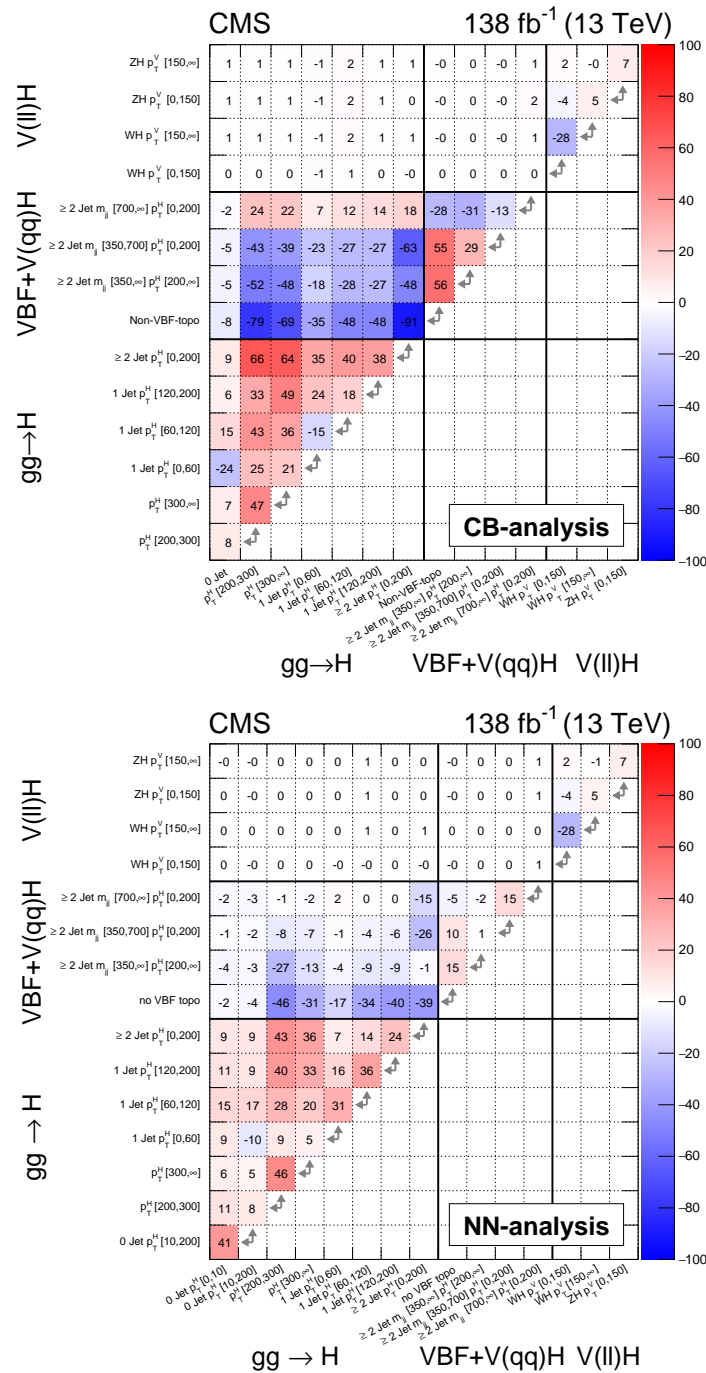 CMS 138 fb⁻¹ (13 TeV)
ZH p_T^V [150,∞] 1 1 1 -1 2 1 1 -0 -0 -0 1 2 -0 7
ZH p_T^V [0,150] 1 1 1 -1 2 1 0 -0 -0 -0 2 -4 5
WH p_T^V [150,∞] 1 1 1 -1 2 1 1 -0 -0 -0 1 -28
WH p_T^V [0,150] 0 0 0 -1 1 0 -0 0 0 0 0
V(ll)H
≥ 2 Jet m_jj [700,∞] p_T^H [0,200] -2 24 22 7 12 14 18 -28 -31 -13
≥ 2 Jet m_jj [350,700] p_T^H [0,200] -5 -43 -39 -23 -27 -27 -63 55 29
≥ 2 Jet m_jj [350,∞] p_T^H [200,∞] -5 -52 -48 -18 -28 -27 -48 56
Non-VBF-topo -8 -79 -69 -35 -48 -48 -91
VBF+V(qq)H
≥ 2 Jet p_T^H [0,200] 9 66 64 35 40 38
1 Jet p_T^H [120,200] 6 33 49 24 18
1 Jet p_T^H [60,120] 15 43 36 -15
1 Jet p_T^H [0,60] -24 25 21
p_T^H [300,∞] 7 47
p_T^H [200,300] 8
gg→H
CB-analysis
100
80
60
40
20
0
−20
−40
−60
−80
−100
0 Jet
p_T^H [200,300]
p_T^H [300,∞]
1 Jet p_T^H [0,60]
1 Jet p_T^H [60,120]
1 Jet p_T^H [120,200]
≥ 2 Jet p_T^H [0,200]
Non-VBF-topo
≥ 2 Jet m_jj [350,∞] p_T^H [200,∞]
≥ 2 Jet m_jj [350,700] p_T^H [0,200]
≥ 2 Jet m_jj [700,∞] p_T^H [0,200]
WH p_T^V [0,150]
WH p_T^V [150,∞]
ZH p_T^V [0,150]
gg→H VBF+V(qq)H V(ll)H
CMS 138 fb⁻¹ (13 TeV)
ZH p_T^V [150,∞] -0 -0 0 0 0 1 0 0 -0 0 1 2 -1 7
ZH p_T^V [0,150] 0 0 0 0 0 1 0 -0 -0 0 1 -4 5
WH p_T^V [150,∞] 0 0 0 0 0 1 0 1 -0 0 0 0 -28
WH p_T^V [0,150] 0 -0 -0 -0 -0 -0 -0 -0 -0 -0 0 1
V(ll)H
≥ 2 Jet m_jj [700,∞] p_T^H [0,200] -2 -3 -1 -2 2 0 0 -15 -5 -2 15
≥ 2 Jet m_jj [350,700] p_T^H [0,200] -1 -2 -8 -7 -1 -4 -6 -26 10 1
≥ 2 Jet m_jj [350,∞] p_T^H [200,∞] -4 -3 -27 -13 -4 -9 -9 -1 15
no VBF topo -2 -4 -46 -31 -17 -34 -40 -39
VBF+V(qq)H
≥ 2 Jet p_T^H [0,200] 9 9 43 36 7 14 24
1 Jet p_T^H [120,200] 11 9 40 33 16 36
1 Jet p_T^H [60,120] 15 17 28 20 31
1 Jet p_T^H [0,60] 9 -10 9 5
p_T^H [300,∞] 6 5 46
p_T^H [200,300] 11 8
0 Jet p_T^H [10,200] 41
gg → H
NN-analysis
100
80
60
40
20
0
−20
−40
−60
−80
−100
0 Jet p_T^H [0,10]
0 Jet p_T^H [10,200]
p_T^H [200,300]
p_T^H [300,∞]
1 Jet p_T^H [0,60]
1 Jet p_T^H [60,120]
1 Jet p_T^H [120,200]
≥ 2 Jet p_T^H [0,200]
no VBF topo
≥ 2 Jet m_jj [350,∞] p_T^H [200,∞]
≥ 2 Jet m_jj [350,700] p_T^H [0,200]
≥ 2 Jet m_jj [700,∞] p_T^H [0,200]
WH p_T^V [0,150]
WH p_T^V [150,∞]
ZH p_T^V [0,150]
gg → H VBF+V(qq)H V(ll)H